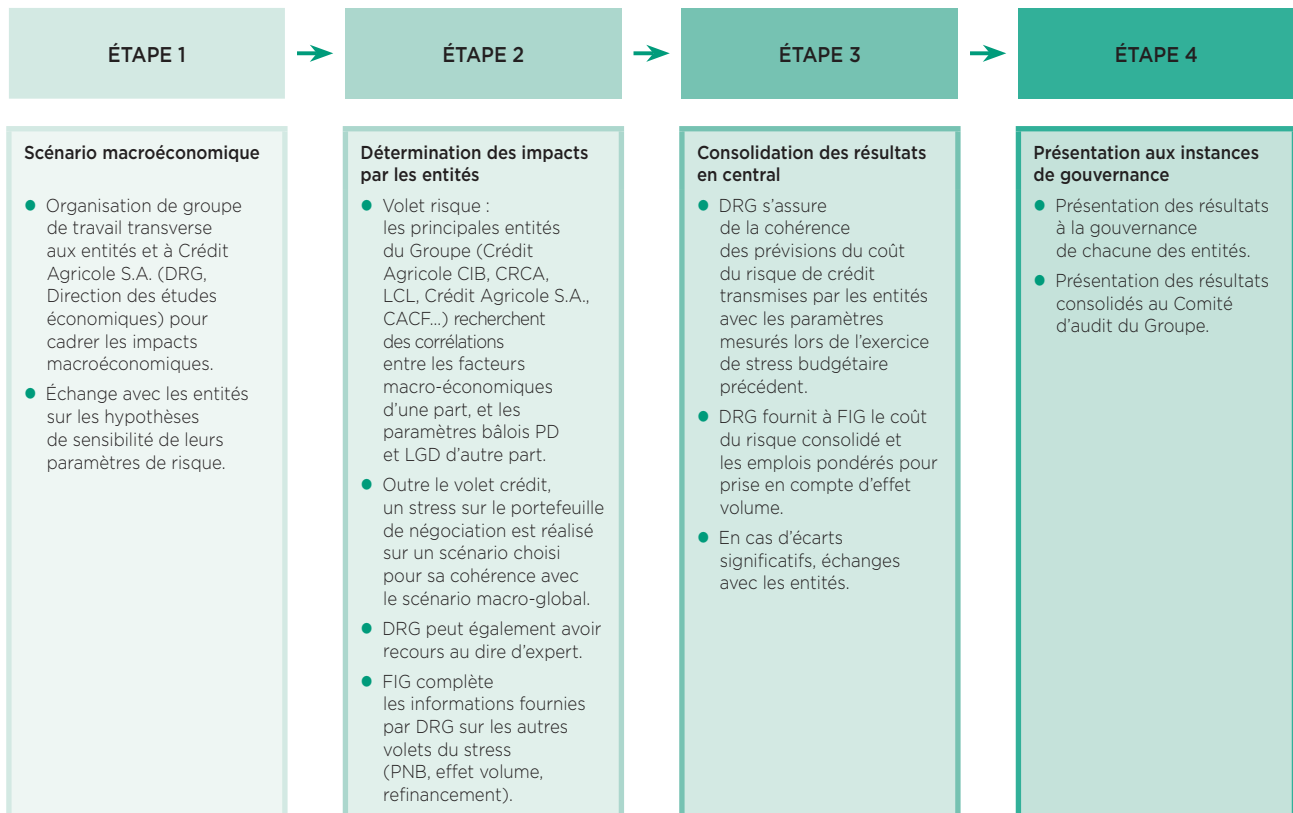 ÉTAPE 1
ÉTAPE 2
ÉTAPE 3
ÉTAPE 4
Scénario macroéconomique
● Organisation de groupe
de travail transverse
aux entités et à Crédit
Agricole S.A. (DRG,
Direction des études
économiques) pour
cadrer les impacts
macroéconomiques.
● Échange avec les entités
sur les hypothèses
de sensibilité de leurs
paramètres de risque.
Détermination des impacts
par les entités
● Volet risque :
les principales entités
du Groupe (Crédit
Agricole CIB, CRCA,
LCL, Crédit Agricole S.A.,
CACF…) recherchent
des corrélations
entre les facteurs
macro-économiques
d'une part, et les
paramètres bâlois PD
et LGD d'autre part.
● Outre le volet crédit,
un stress sur le portefeuille
de négociation est réalisé
sur un scénario choisi
pour sa cohérence avec
le scénario macro-global.
● DRG peut également avoir
recours au dire d'expert.
● FIG complète
les informations fournies
par DRG sur les autres
volets du stress
(PNB, effet volume,
refinancement).
Consolidation des résultats
en central
● DRG s'assure
de la cohérence
des prévisions du coût
du risque de crédit
transmises par les entités
avec les paramètres
mesurés lors de l'exercice
de stress budgétaire
précédent.
● DRG fournit à FIG le coût
du risque consolidé et
les emplois pondérés pour
prise en compte d'effet
volume.
● En cas d'écarts
significatifs, échanges
avec les entités.
Présentation aux instances
de gouvernance
● Présentation des résultats
à la gouvernance
de chacune des entités.
● Présentation des résultats
consolidés au Comité
d'audit du Groupe.